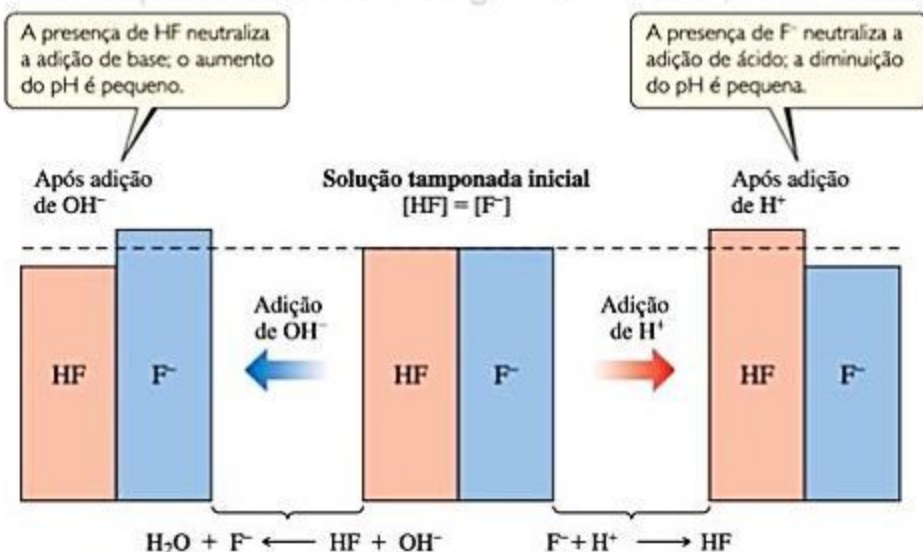 A presença de HF neutraliza
a adição de base; o aumento
do pH é pequeno.
A presença de F⁻ neutraliza a
adição de ácido; a diminuição
do pH é pequena.
Após adição
de OH⁻
Solução tamponada inicial
[HF] = [F⁻]
Após adição
de H⁺
Adição
de OH⁻
Adição
de H⁺
HF
F⁻
HF
F⁻
HF
F⁻
H₂O + F⁻ ⟵ HF + OH⁻
F⁻ + H⁺ ⟶ HF